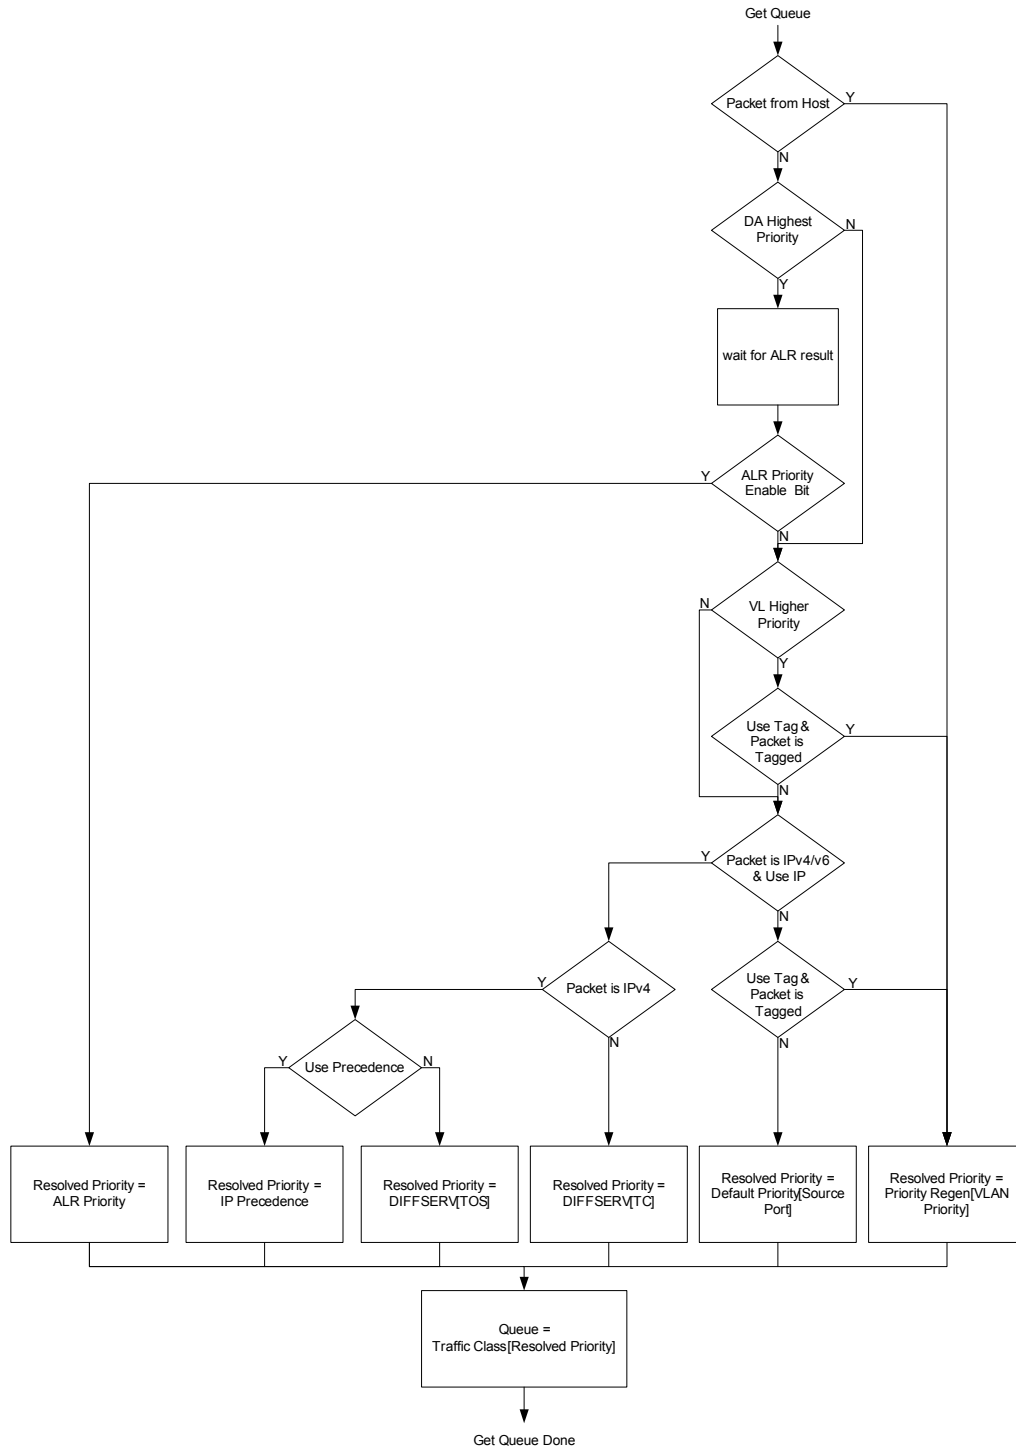 Get Queue
Packet from Host
Y
N
DA Highest
Priority
N
Y
wait for ALR result
ALR Priority
Enable Bit
Y
N
VL Higher
Priority
N
Y
Use Tag &
Packet is
Tagged
Y
N
Packet is IPv4/v6
& Use IP
Y
N
Packet is IPv4
Y
N
Use Tag &
Packet is
Tagged
Y
N
Use Precedence
Y
N
Resolved Priority =
ALR Priority
Resolved Priority =
IP Precedence
Resolved Priority =
DIFFSERV[TOS]
Resolved Priority =
DIFFSERV[TC]
Resolved Priority =
Default Priority[Source
Port]
Resolved Priority =
Priority Regen[VLAN
Priority]
Queue =
Traffic Class[Resolved Priority]
Get Queue Done